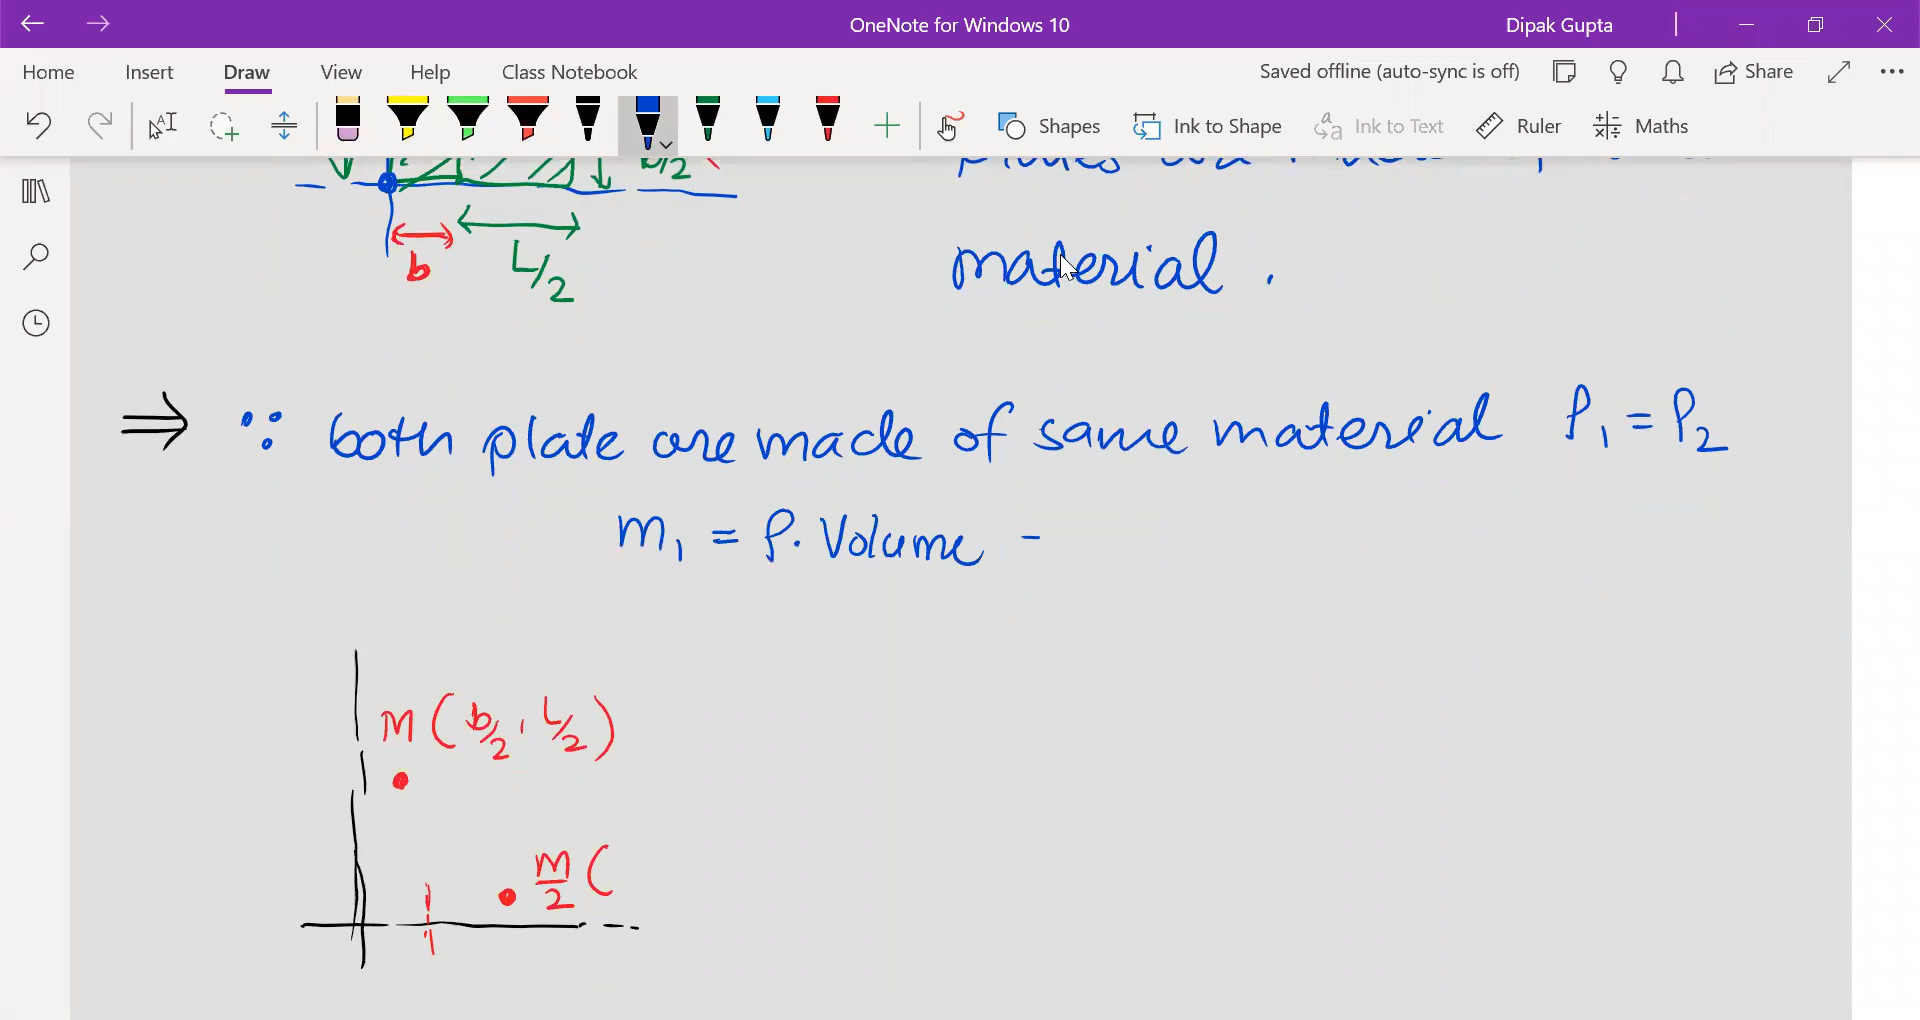 OneNote for Windows 10
Dipak Gupta
Home Insert Draw View Help Class Notebook
Saved offline (auto-sync is off) Share
Shapes Ink to Shape Ink to Text Ruler Maths
b/2
b
L/2
material.
⇒ ∵ both plate are made of same material ρ₁ = ρ₂
m₁ = ρ. Volume -
M (b/2, L/2)
M/2 (